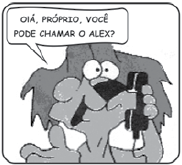 OIÁ, PRÓPRIO, VOCÊ
PODE CHAMAR O ALEX?